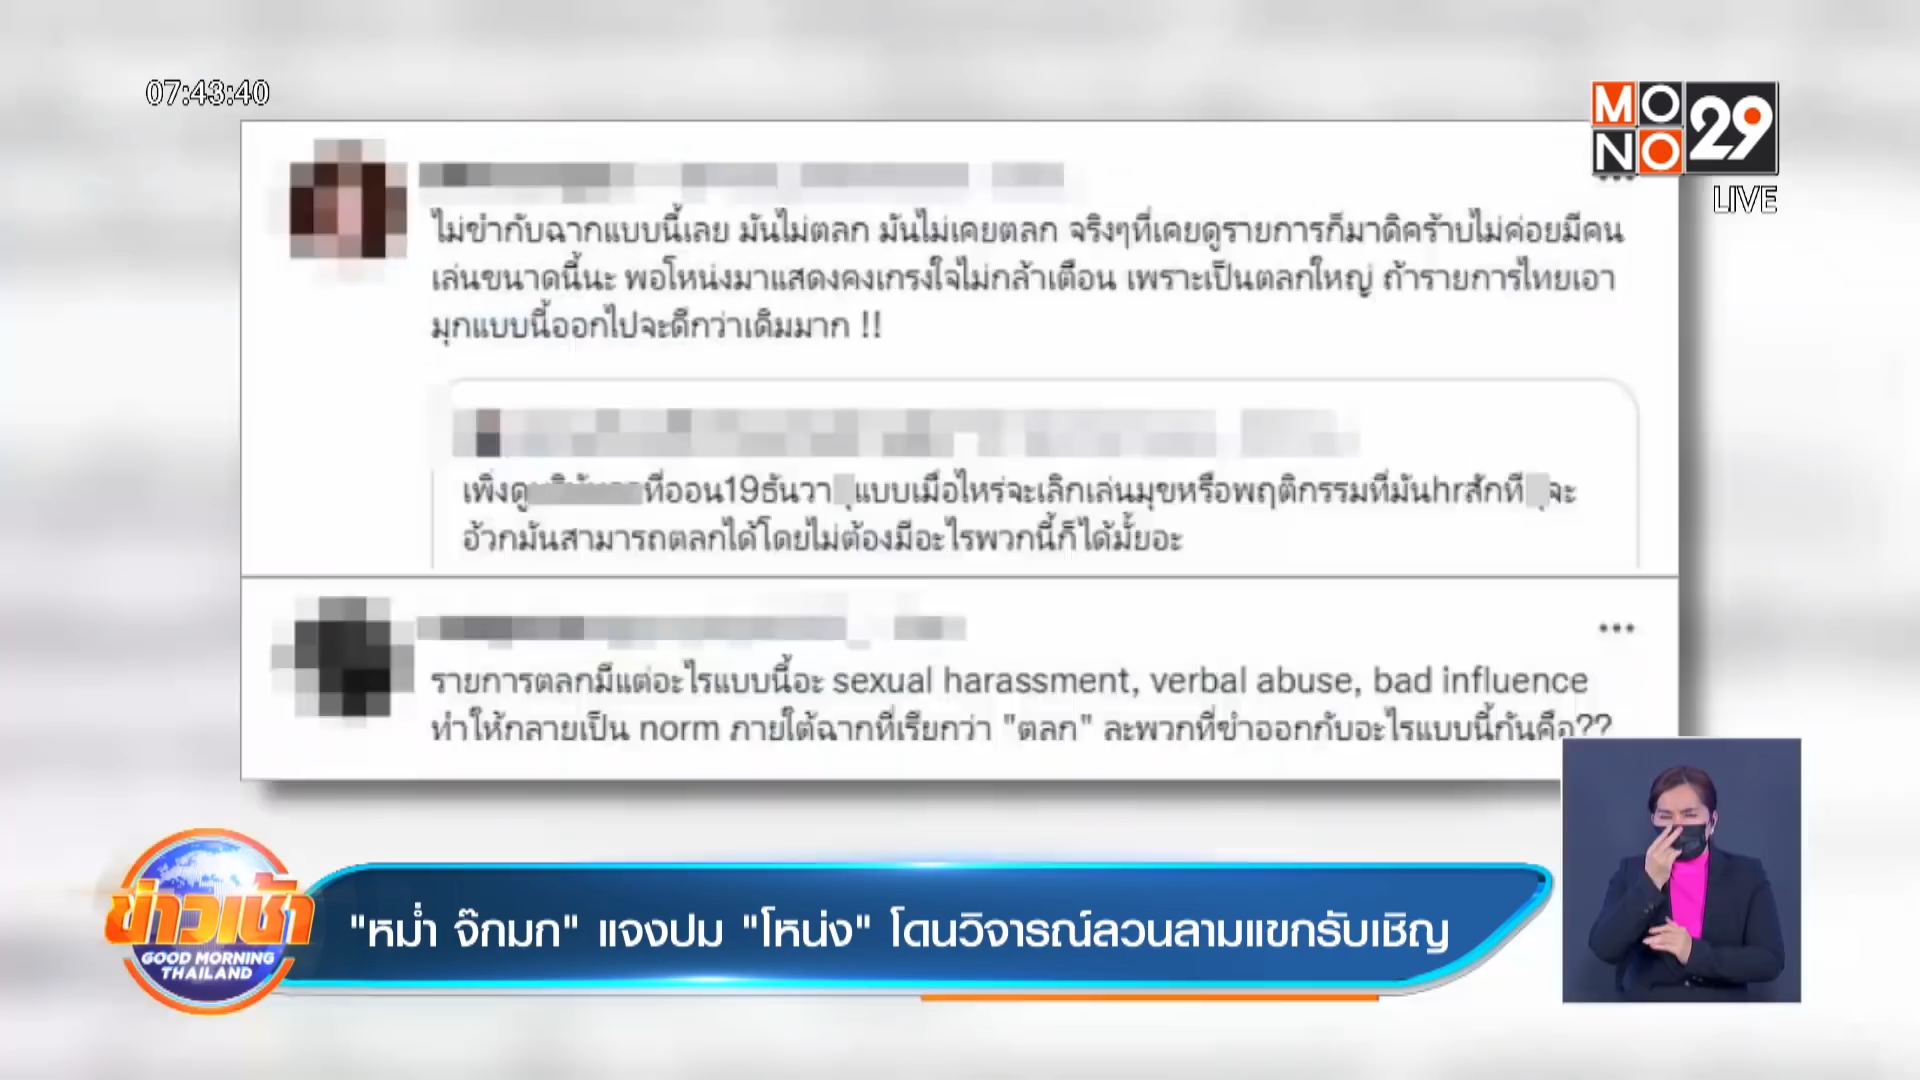 07:43:40
MONO 29
LIVE
ไม่ขำกับฉากแบบนี้เลย มันไม่ตลก มันไม่เคยตลก จริงๆที่เคยดูรายการก็มาดิคร้าบไม่ค่อยมีคน
เล่นขนาดนี้นะ พอโหน่งมาแสดงคงเกรงใจไม่กล้าเตือน เพราะเป็นตลกใหญ่ ถ้ารายการไทยเอา
มุกแบบนี้ออกไปจะดีกว่าเดิมมาก !!
เพิ่งดู ที่ออน19ธันวา แบบเมื่อไหร่จะเลิกเล่นมุขหรือพฤติกรรมที่มันhrสักที จะ
อ้วกมันสามารถตลกได้โดยไม่ต้องมีอะไรพวกนี้ก็ได้มั้ยอะ
รายการตลกมีแต่อะไรแบบนี้อะ sexual harassment, verbal abuse, bad influence
ทำให้กลายเป็น norm ภายใต้ฉากที่เรียกว่า "ตลก" ละพวกที่ขำออกกับอะไรแบบนี้กันคือ??
ข่าวเช้า
GOOD MORNING
THAILAND
"หม่ำ จ๊กมก" แจงปม "โหน่ง" โดนวิจารณ์ลวนลามแขกรับเชิญ